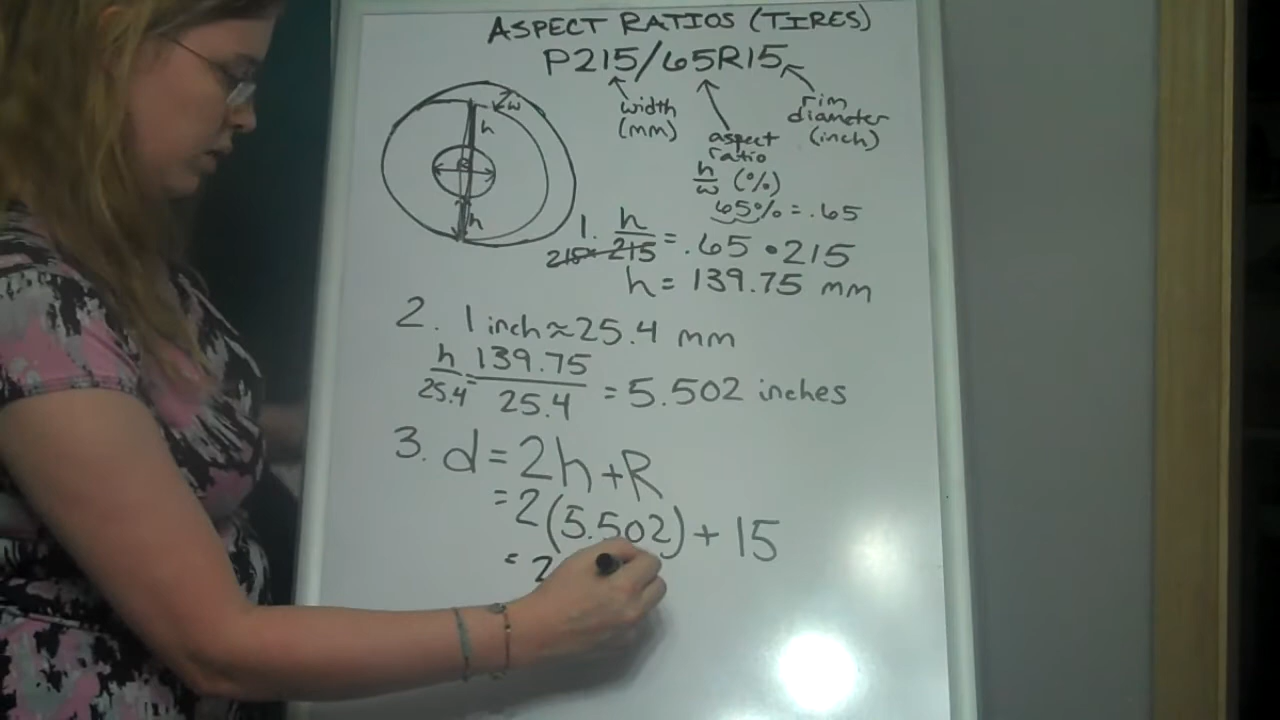 ASPECT RATIOS (TIRES)
P215/65R15
width
(mm)
aspect
ratio
h/w (%)
65% = .65
rim
diameter
(inch)
w
h
R
h
1. h/215 = .65 • 215
215•
h = 139.75 mm
2. 1 inch ≈ 25.4 mm
h/25.4 = 139.75/25.4 = 5.502 inches
3. d = 2h + R
= 2(5.502) + 15
= 2